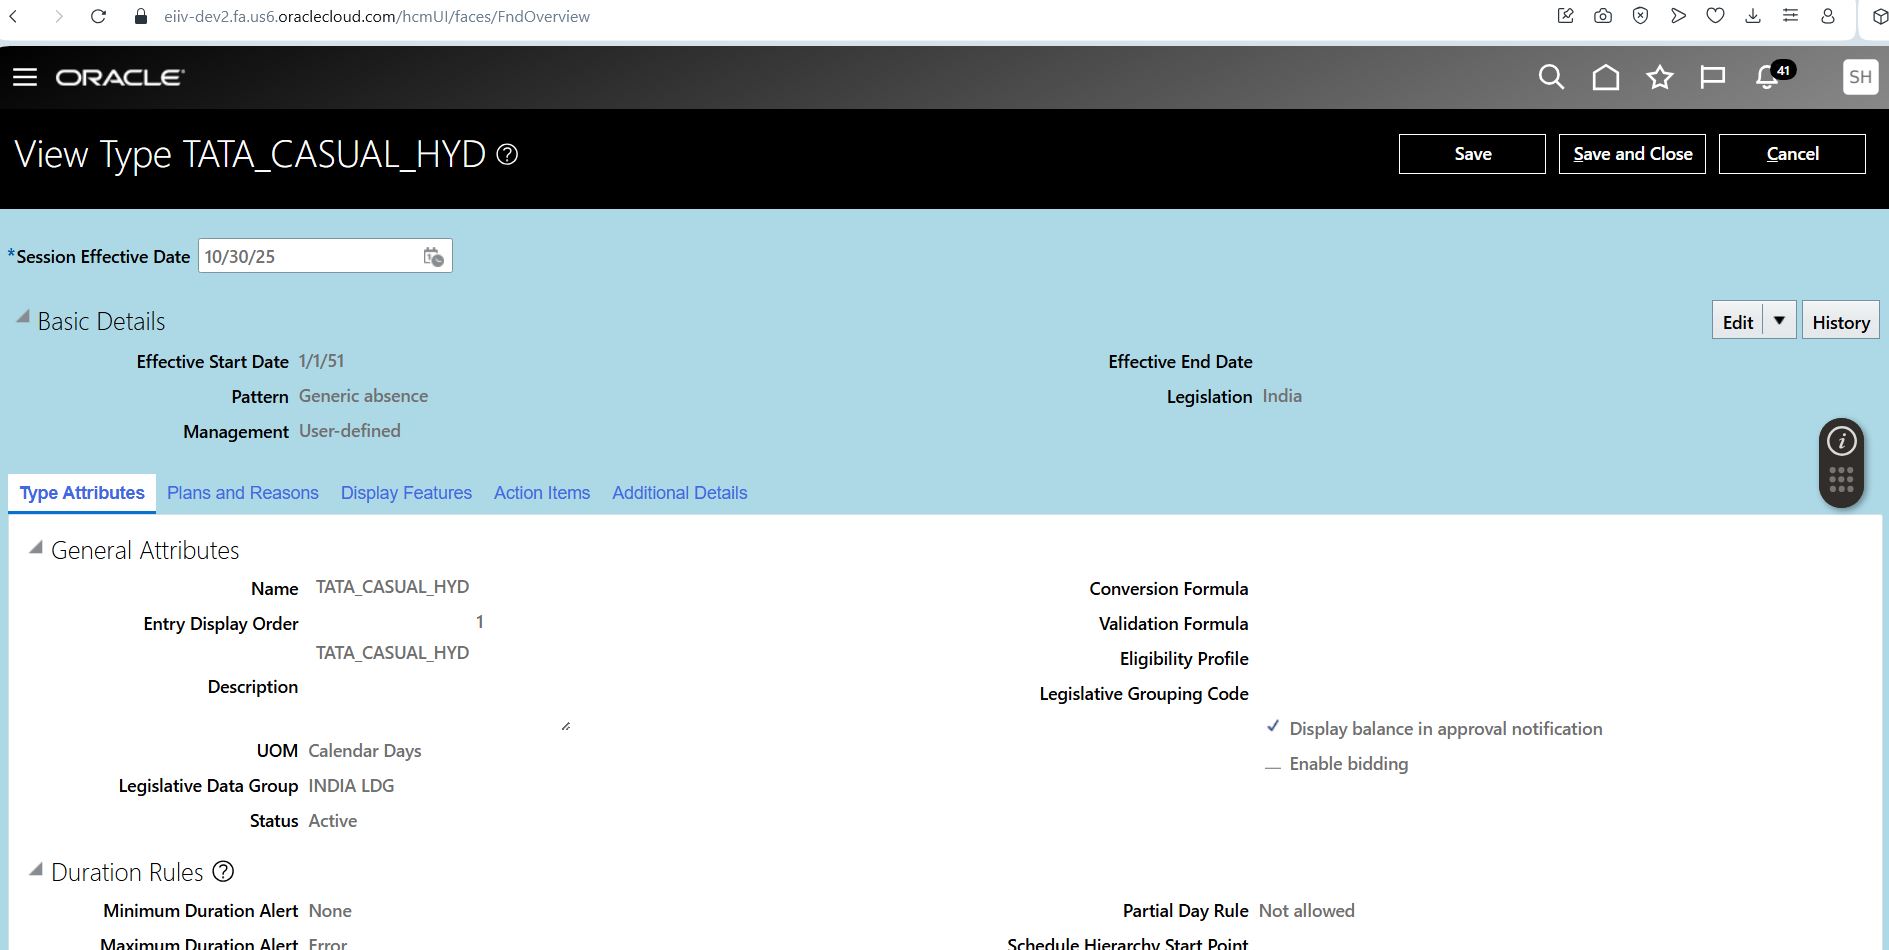 eiiv-dev2.fa.us6.oraclecloud.com/hcmUI/faces/FndOverview
ORACLE
41
SH
View Type TATA_CASUAL_HYD
Save
Save and Close
Cancel
*Session Effective Date 10/30/25
Basic Details
Edit
History
Effective Start Date 1/1/51
Effective End Date
Pattern Generic absence
Legislation India
Management User-defined
Type Attributes Plans and Reasons Display Features Action Items Additional Details
General Attributes
Name TATA_CASUAL_HYD
Conversion Formula
Entry Display Order 1
Validation Formula
TATA_CASUAL_HYD
Eligibility Profile
Description
Legislative Grouping Code
Display balance in approval notification
UOM Calendar Days
Enable bidding
Legislative Data Group INDIA LDG
Status Active
Duration Rules
Minimum Duration Alert None
Partial Day Rule Not allowed
Maximum Duration Alert Error
Schedule Hierarchy Start Point